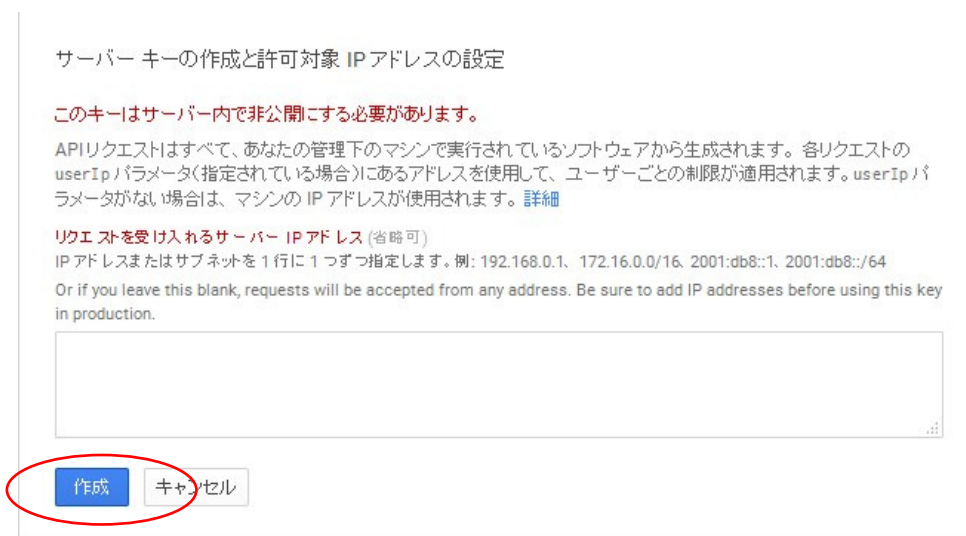 サーバー キーの作成と許可対象 IP アドレスの設定
このキーはサーバー内で非公開にする必要があります。
APIリクエストはすべて、あなたの管理下のマシンで実行されているソフトウェアから生成されます。各リクエストの
userIp パラメータ(指定されている場合)にあるアドレスを使用して、ユーザーごとの制限が適用されます。userIp パ
ラメータがない場合は、マシンの IP アドレスが使用されます。詳細
リクエストを受け入れるサーバー IP アドレス (省略可)
IP アドレスまたはサブネットを 1 行に 1 つずつ指定します。例: 192.168.0.1、172.16.0.0/16、2001:db8::1、2001:db8::/64
Or if you leave this blank, requests will be accepted from any address. Be sure to add IP addresses before using this key
in production.
作成 キャンセル